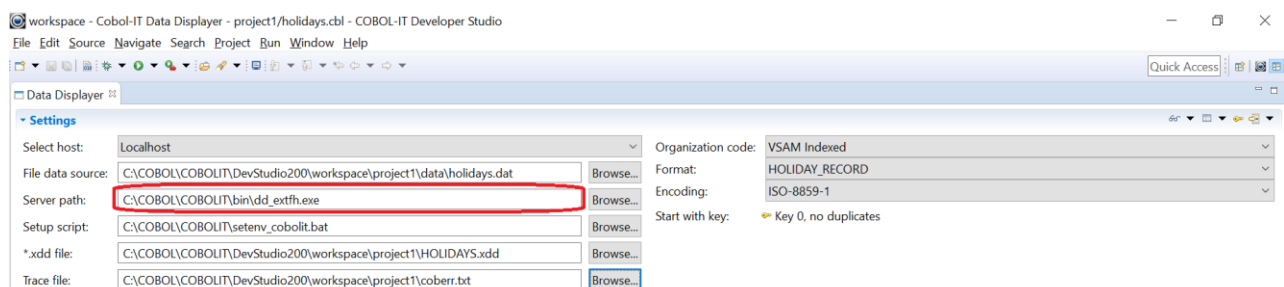 workspace - Cobol-IT Data Displayer - project1/holidays.cbl - COBOL-IT Developer Studio
File Edit Source Navigate Search Project Run Window Help
Quick Access
Data Displayer
Settings
Select host: Localhost Organization code: VSAM Indexed
File data source: C:\COBOL\COBOLIT\DevStudio200\workspace\project1\data\holidays.dat Browse... Format: HOLIDAY_RECORD
Server path: C:\COBOL\COBOLIT\bin\dd_extfh.exe Browse... Encoding: ISO-8859-1
Setup script: C:\COBOL\COBOLIT\setenv_cobolit.bat Browse... Start with key: Key 0, no duplicates
*.xdd file: C:\COBOL\COBOLIT\DevStudio200\workspace\project1\HOLIDAYS.xdd Browse...
Trace file: C:\COBOL\COBOLIT\DevStudio200\workspace\project1\coberr.txt Browse...